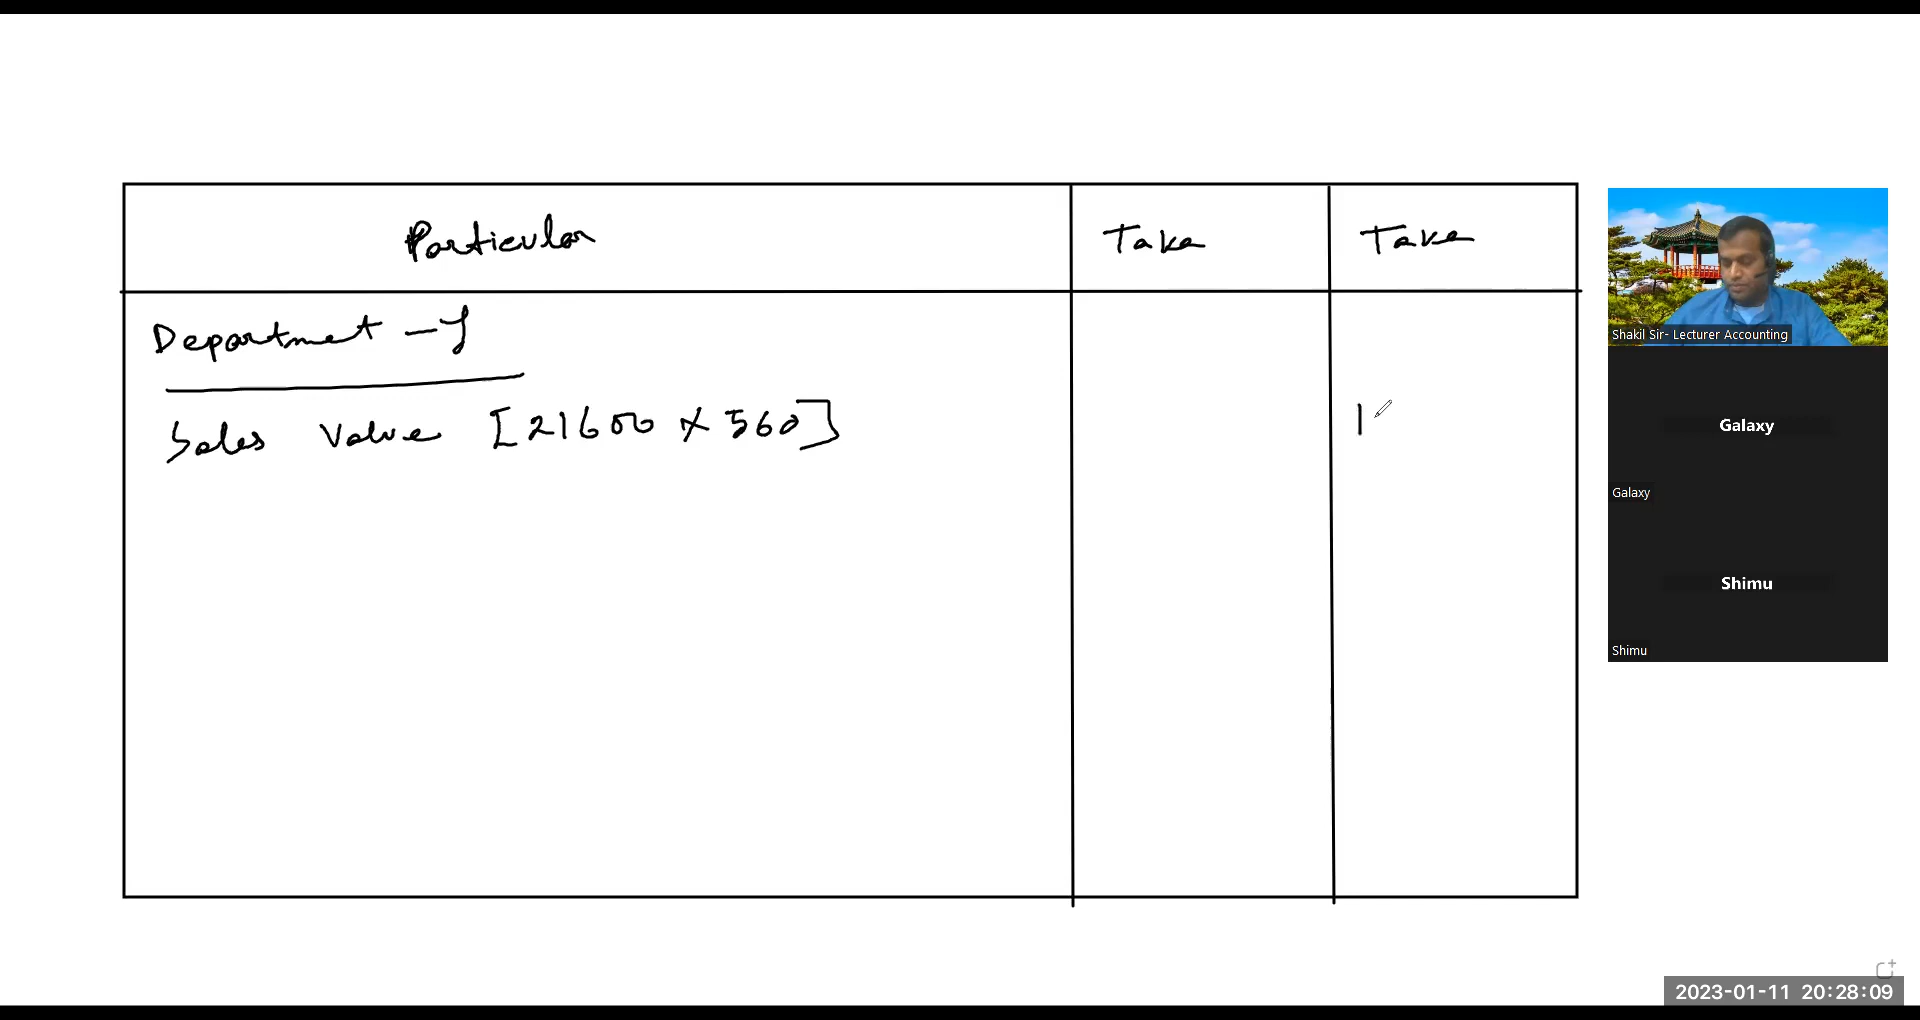 Particular Taka Taka
Department - Y
Sales Value [21600 × 560] 1
Shakil Sir- Lecturer Accounting
Galaxy
Galaxy
Shimu
Shimu
2023-01-11 20:28:09